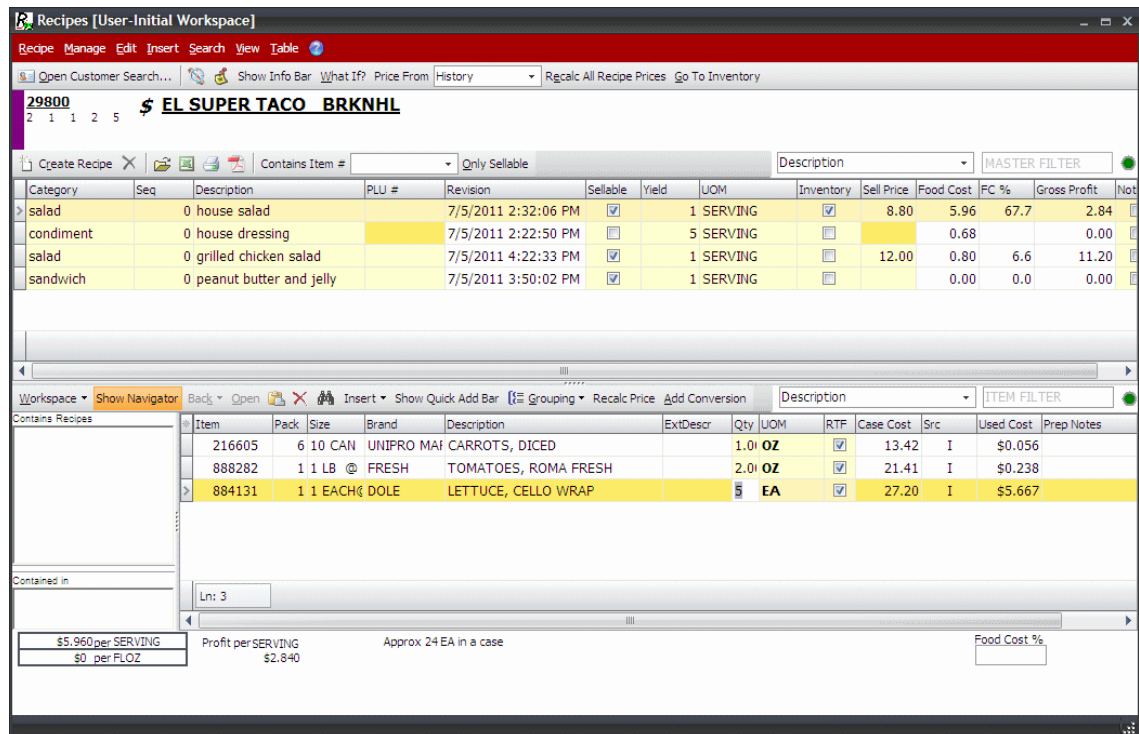 Recipes [User-Initial Workspace]
Recipe Manage Edit Insert Search View Table ?
Open Customer Search... Show Info Bar What If? Price From History Recalc All Recipe Prices Go To Inventory
29800 $ EL SUPER TACO BRKNHL
2 1 1 2 5
Create Recipe Contains Item # Only Sellable Description MASTER FILTER
Category Seq Description PLU # Revision Sellable Yield UOM Inventory Sell Price Food Cost FC % Gross Profit Not
salad 0 house salad 7/5/2011 2:32:06 PM 1 SERVING 8.80 5.96 67.7 2.84
condiment 0 house dressing 7/5/2011 2:22:50 PM 5 SERVING 0.68 0.00
salad 0 grilled chicken salad 7/5/2011 4:22:33 PM 1 SERVING 12.00 0.80 6.6 11.20
sandwich 0 peanut butter and jelly 7/5/2011 3:50:02 PM 1 SERVING 0.00 0.0 0.00
Workspace Show Navigator Back Open Insert Show Quick Add Bar Grouping Recalc Price Add Conversion Description ITEM FILTER
Contains Recipes
Item Pack Size Brand Description ExtDescr Qty UOM RTF Case Cost Src Used Cost Prep Notes
216605 6 10 CAN UNIPRO MAF CARROTS, DICED 1.0 OZ 13.42 I $0.056
888282 1 1 LB @ FRESH TOMATOES, ROMA FRESH 2.0 OZ 21.41 I $0.238
884131 1 1 EACH@ DOLE LETTUCE, CELLO WRAP 5 EA 27.20 I $5.667
Contained in
Ln: 3
$5.960 per SERVING Profit per SERVING Approx 24 EA in a case Food Cost %
$0 per FLOZ $2.840